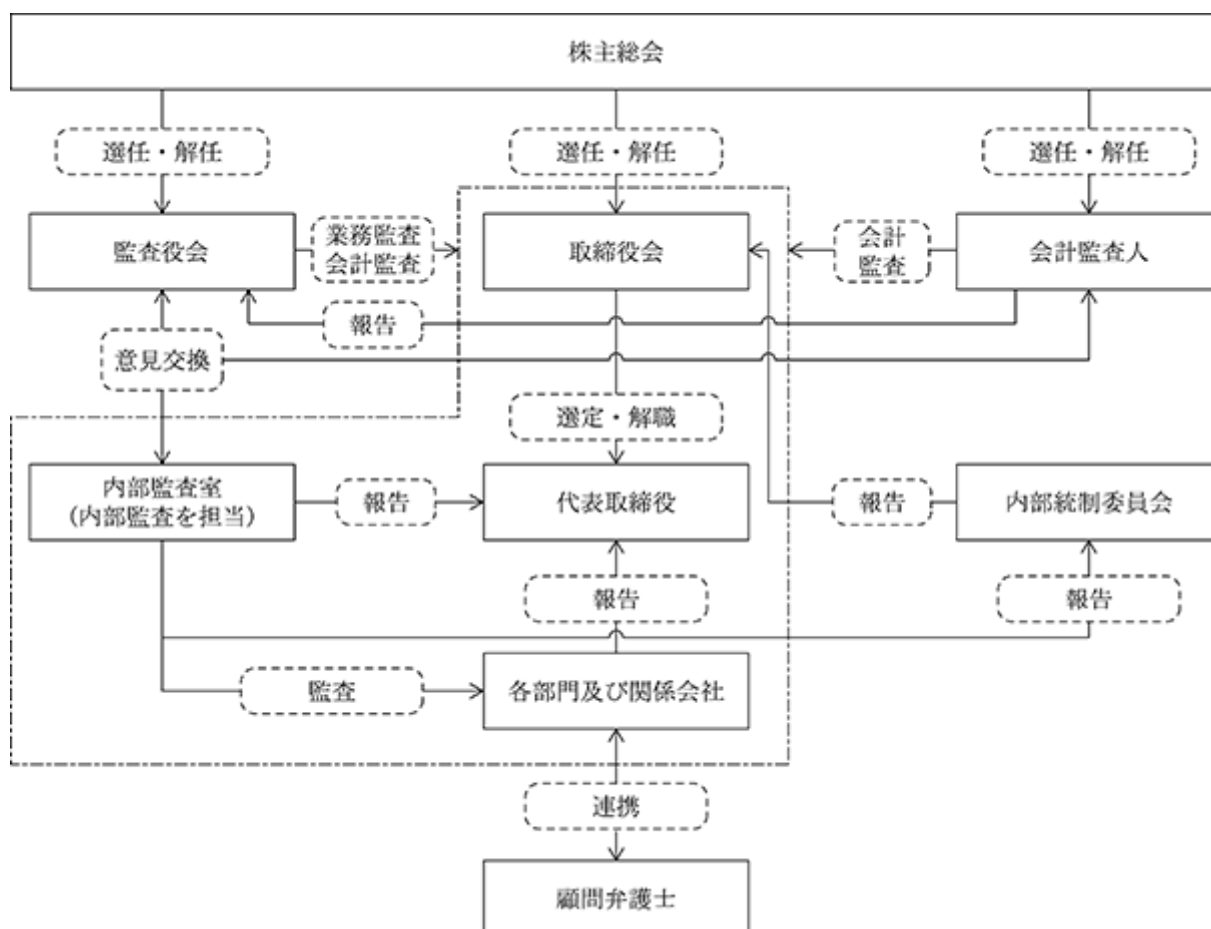 株主総会
選任・解任
選任・解任
選任・解任
監査役会
業務監査
会計監査
取締役会
会計
監査
会計監査人
報告
意見交換
選定・解職
内部監査室
(内部監査を担当)
報告
代表取締役
報告
内部統制委員会
報告
報告
監査
各部門及び関係会社
連携
顧問弁護士